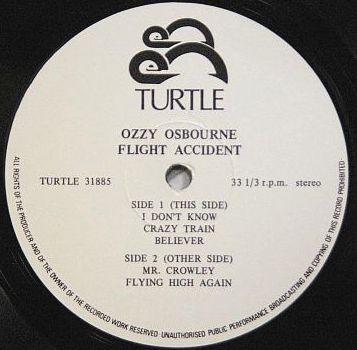 TURTLE
OZZY OSBOURNE
FLIGHT ACCIDENT
TURTLE 31885
33 1/3 r.p.m. stereo
SIDE 1 (THIS SIDE)
I DON'T KNOW
CRAZY TRAIN
BELIEVER
SIDE 2 (OTHER SIDE)
MR. CROWLEY
FLYING HIGH AGAIN
ALL RIGHTS OF THE PRODUCER AND OF THE OWNER OF THE RECORDED WORK RESERVED · UNAUTHORISED PUBLIC PERFORMANCE BROADCASTING AND COPYING OF THIS RECORD PROHIBITED